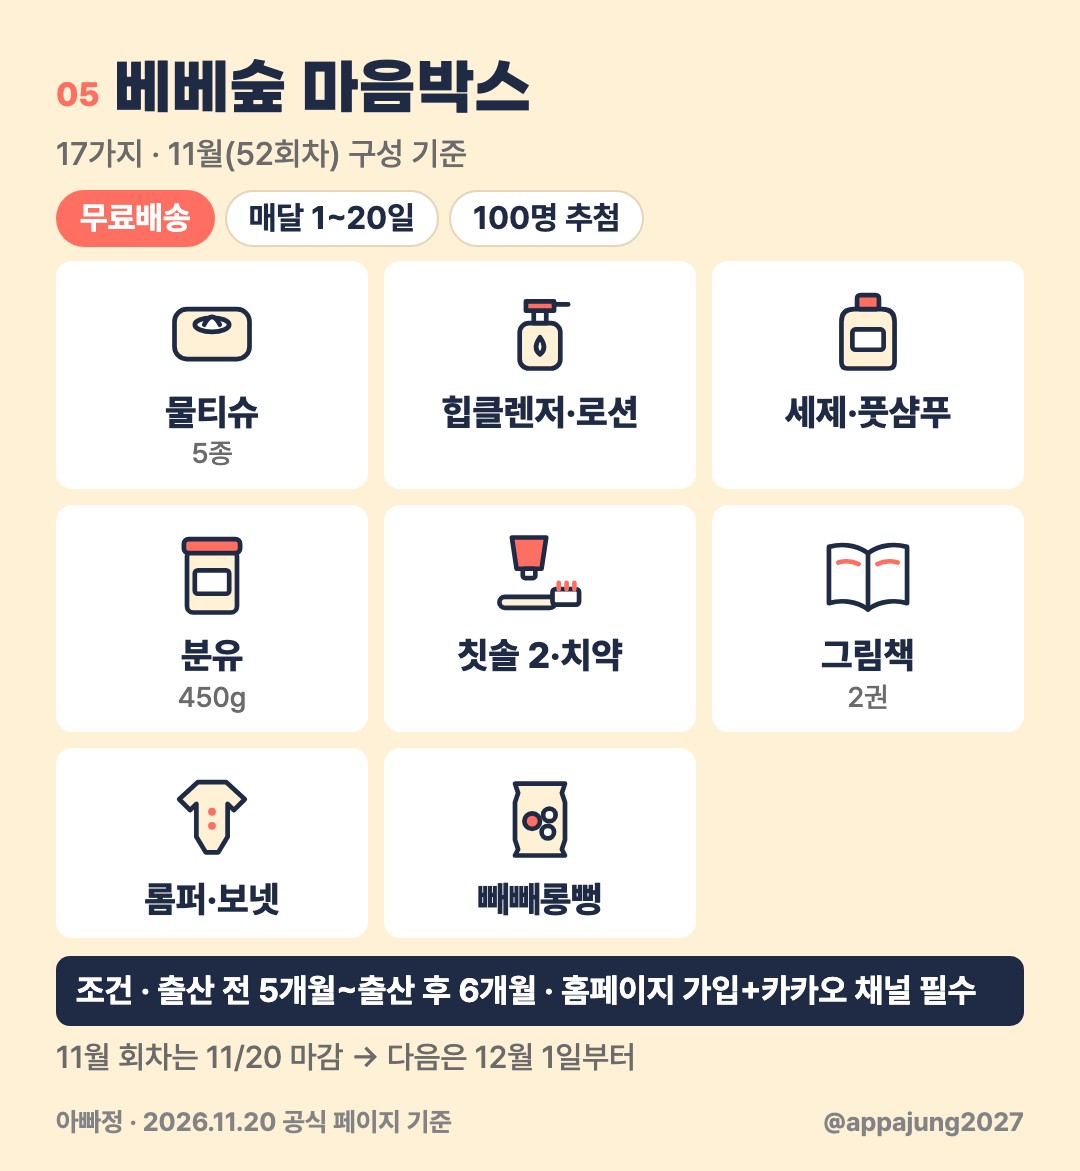 05 베베숲 마음박스
17가지 · 11월(52회차) 구성 기준
무료배송 매달 1~20일 100명 추첨
물티슈
5종
힙클렌저·로션
세제·풋샴푸
분유
450g
칫솔 2·치약
그림책
2권
롬퍼·보넷
빼빼롱뻥
조건 · 출산 전 5개월~출산 후 6개월 · 홈페이지 가입+카카오 채널 필수
11월 회차는 11/20 마감 → 다음은 12월 1일부터
아빠정 · 2026.11.20 공식 페이지 기준
@appajung2027